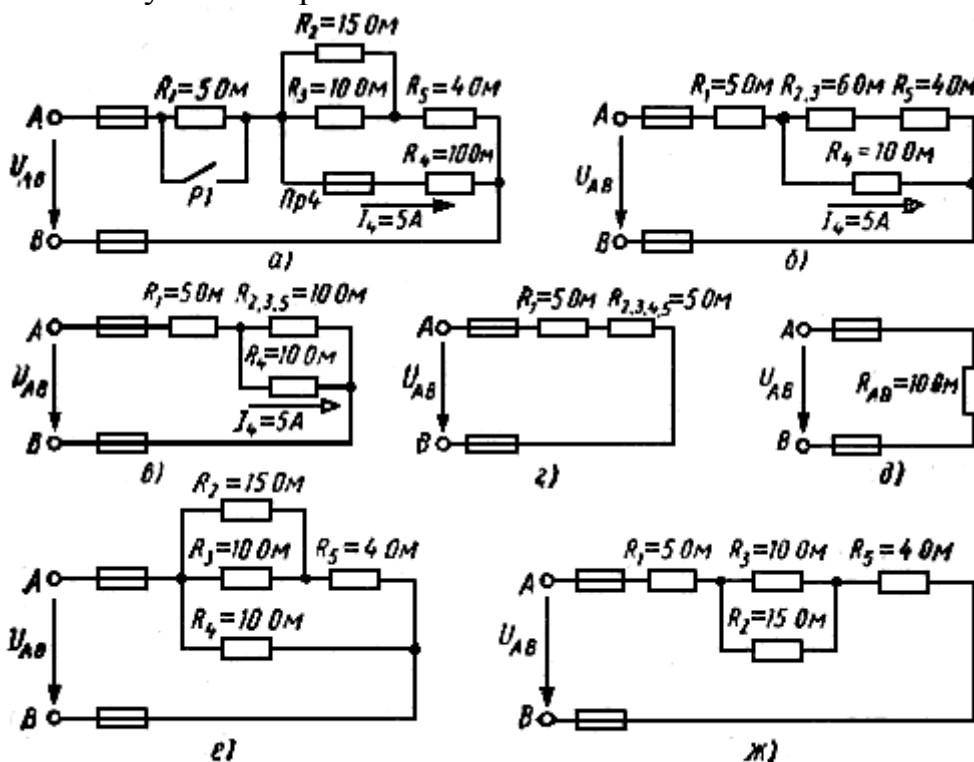 R₂=15 Ом
R₁=5 Ом
R₃=10 Ом
R₅=4 Ом
A
U_AB
P1
Пр4
R₄=10 Ом
I₄=5А
B
а)
R₁=5 Ом
R₂,₃=6 Ом
R₅=4 Ом
A
R₄=10 Ом
U_AB
I₄=5А
B
б)
R₁=5 Ом
R₂,₃,₅=10 Ом
A
R₄=10 Ом
U_AB
I₄=5А
B
в)
R₁=5 Ом
R₂,₃,₄,₅=5 Ом
A
U_AB
B
г)
A
U_AB
R_AB=10 Ом
B
д)
R₂=15 Ом
R₃=10 Ом
R₅=4 Ом
A
R₄=10 Ом
U_AB
B
е)
R₁=5 Ом
R₃=10 Ом
R₅=4 Ом
A
R₂=15 Ом
U_AB
B
ж)